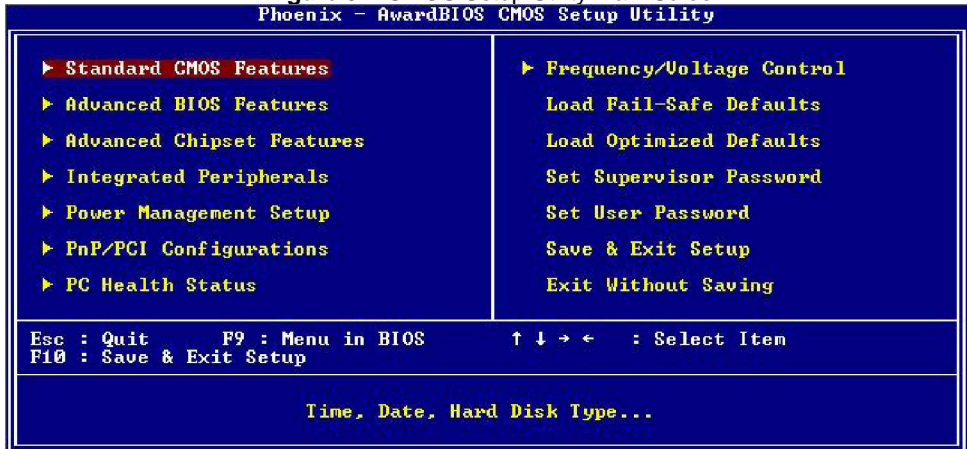 Phoenix - AwardBIOS CMOS Setup Utility
▶ Standard CMOS Features
▶ Advanced BIOS Features
▶ Advanced Chipset Features
▶ Integrated Peripherals
▶ Power Management Setup
▶ PnP/PCI Configurations
▶ PC Health Status
▶ Frequency/Voltage Control
Load Fail-Safe Defaults
Load Optimized Defaults
Set Supervisor Password
Set User Password
Save & Exit Setup
Exit Without Saving
Esc : Quit F9 : Menu in BIOS ↑ ↓ → ← : Select Item
F10 : Save & Exit Setup
Time, Date, Hard Disk Type...